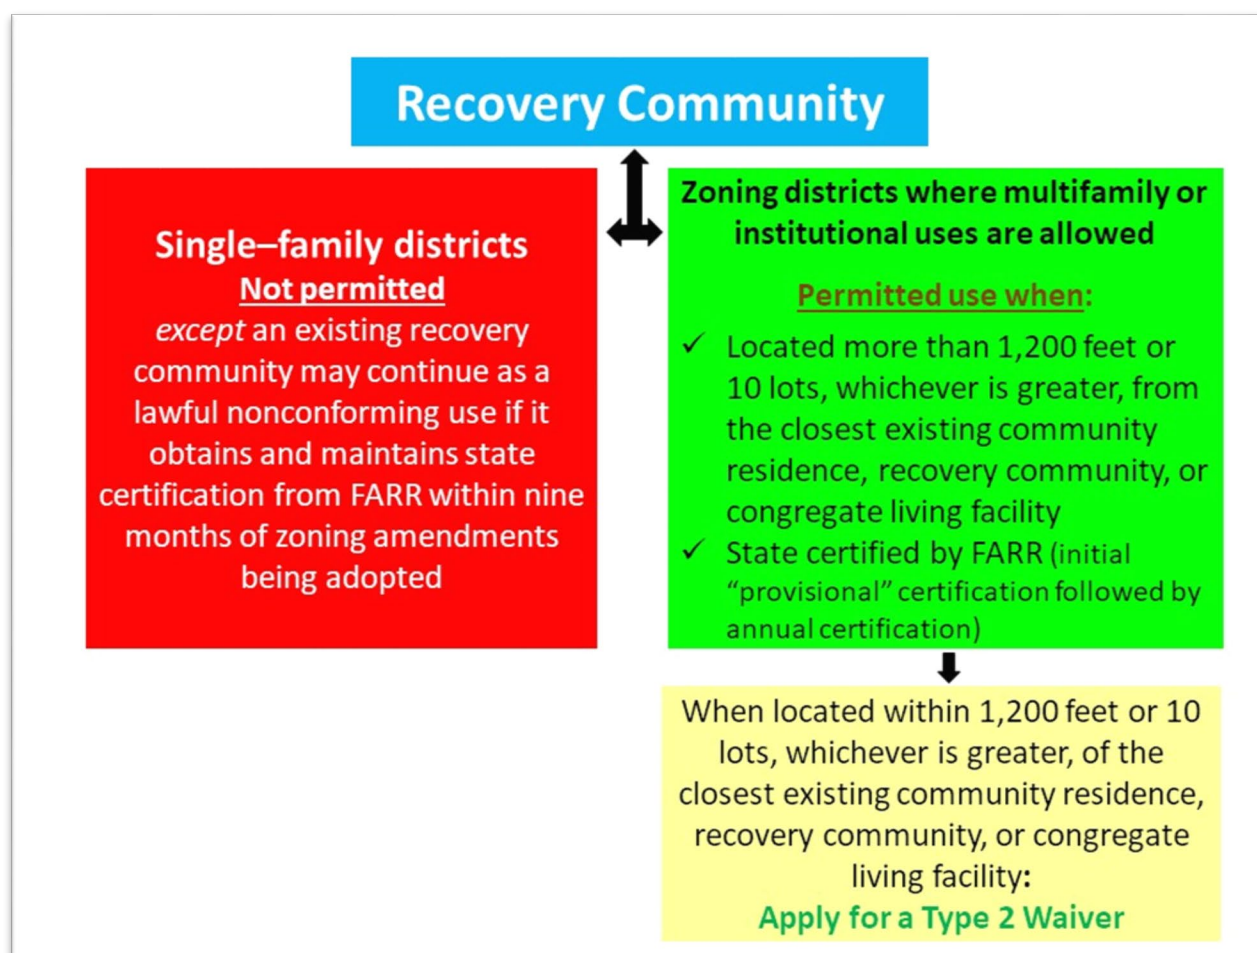 Recovery Community
Single–family districts
Not permitted
except an existing recovery
community may continue as a
lawful nonconforming use if it
obtains and maintains state
certification from FARR within nine
months of zoning amendments
being adopted
Zoning districts where multifamily or
institutional uses are allowed
Permitted use when:
✓ Located more than 1,200 feet or
10 lots, whichever is greater, from
the closest existing community
residence, recovery community, or
congregate living facility
✓ State certified by FARR (initial
“provisional” certification followed by
annual certification)
When located within 1,200 feet or 10
lots, whichever is greater, of the
closest existing community residence,
recovery community, or congregate
living facility:
Apply for a Type 2 Waiver